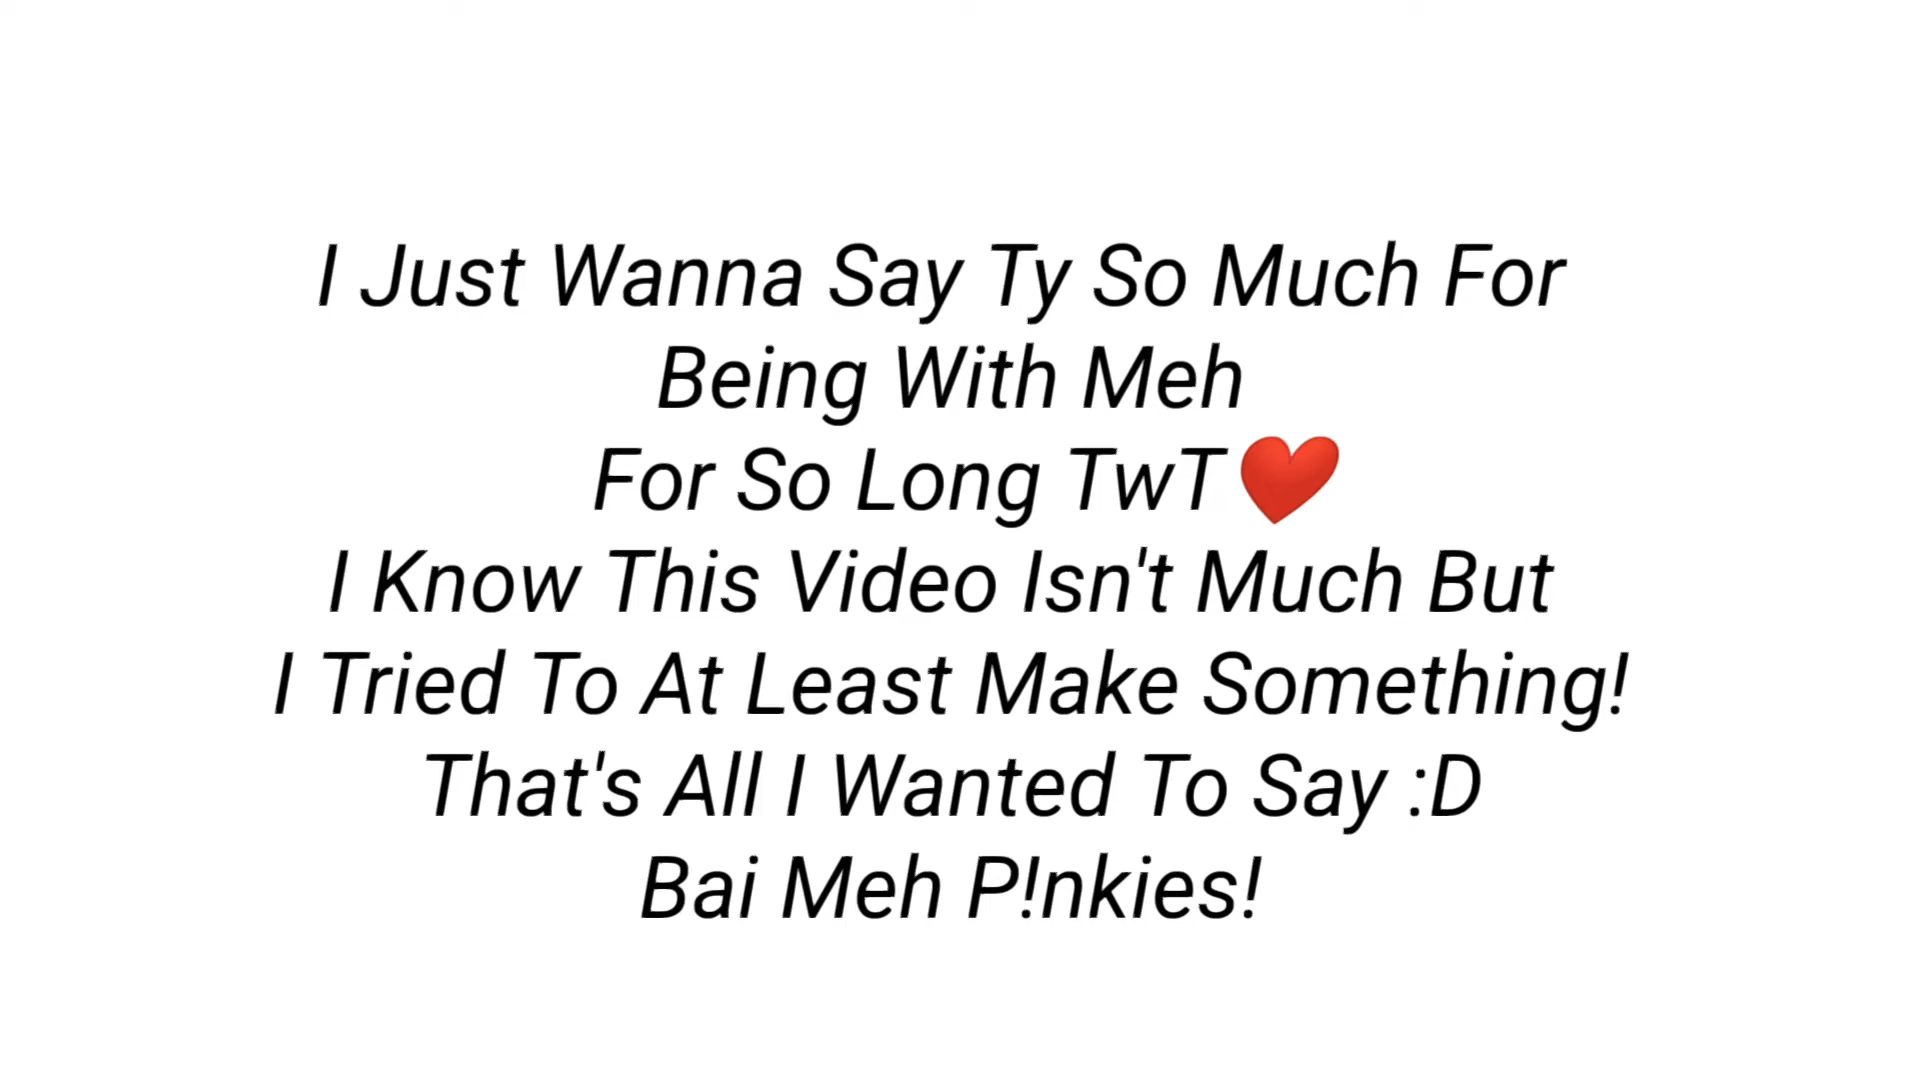 I Just Wanna Say Ty So Much For
Being With Meh
For So Long TwT❤️
I Know This Video Isn't Much But
I Tried To At Least Make Something!
That's All I Wanted To Say :D
Bai Meh P!nkies!